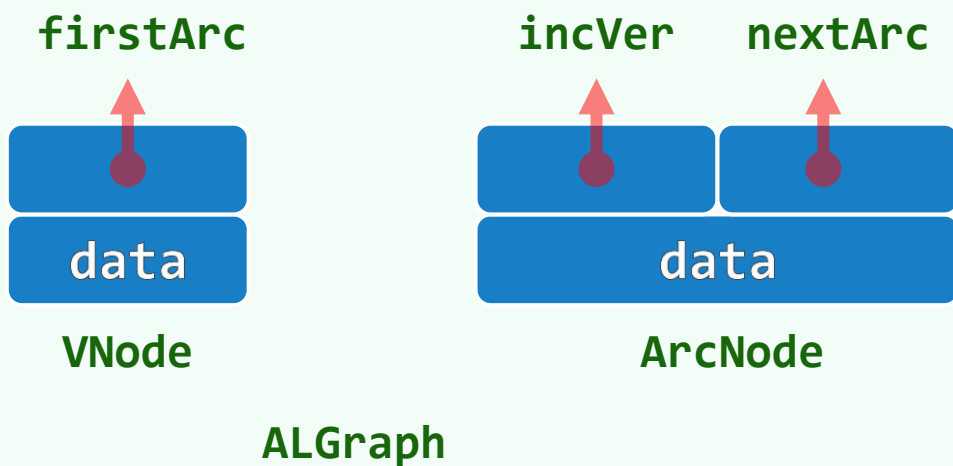 firstArc incVer nextArc
data data
VNode ArcNode
ALGraph